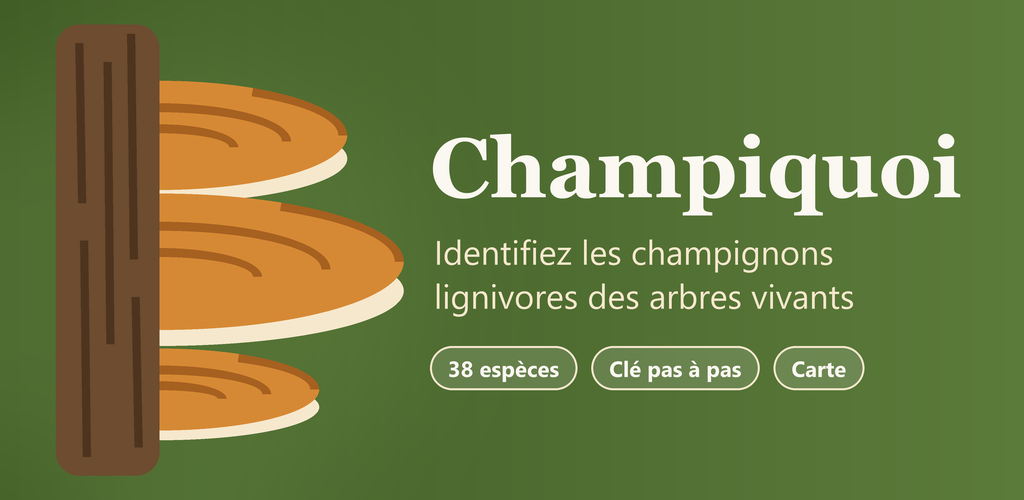 Champiquoi
Identifiez les champignons
lignivores des arbres vivants
38 espèces
Clé pas à pas
Carte